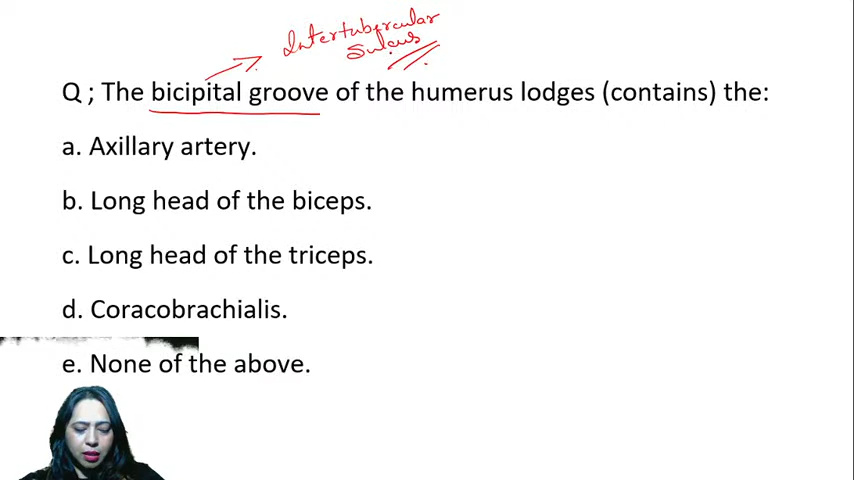 Intertubercular
Sulcus
Q ; The bicipital groove of the humerus lodges (contains) the:
a. Axillary artery.
b. Long head of the biceps.
c. Long head of the triceps.
d. Coracobrachialis.
e. None of the above.